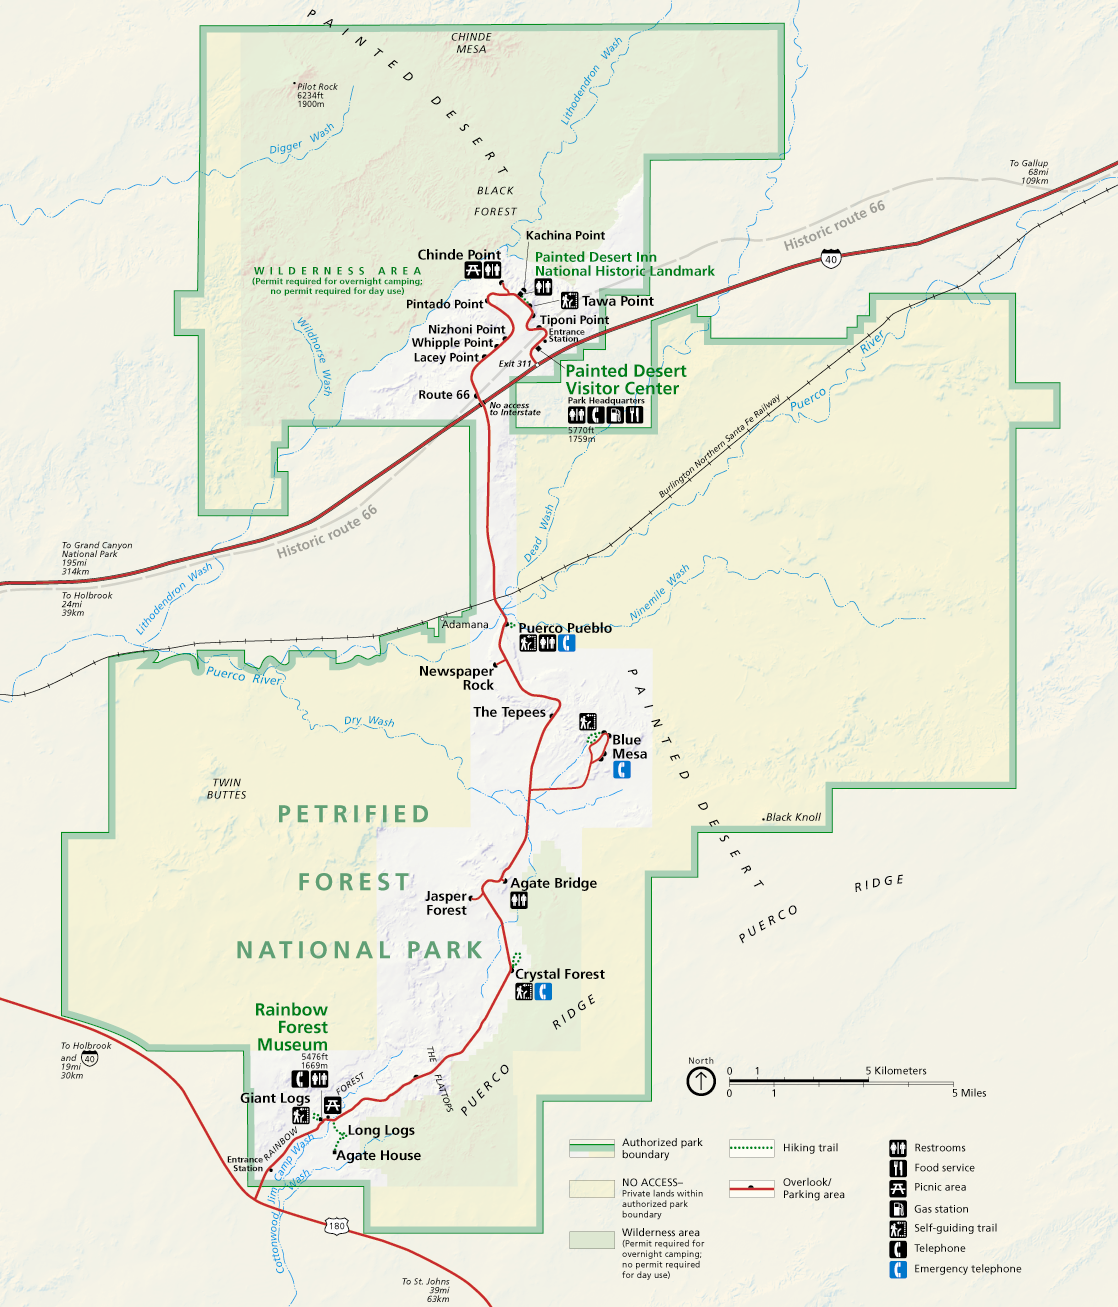 PAINTED DESERT
CHINDE
MESA
Lithodendron Wash
Pilot Rock
6234ft
1900m
Digger Wash
BLACK
FOREST
To Gallup
68mi
109km
Historic route 66
40
Kachina Point
Chinde Point
Painted Desert Inn
National Historic Landmark
WILDERNESS AREA
(Permit required for overnight camping;
no permit required for day use)
Pintado Point
Tawa Point
Tiponi Point
Nizhoni Point
Entrance
Station
Whipple Point
Lacey Point
Exit 311
Wildhorse Wash
Painted Desert
Visitor Center
Park Headquarters
5770ft
1759m
Route 66
No access
to Interstate
Puerco River
Burlington Northern Santa Fe Railway
Historic route 66
Dead Wash
To Grand Canyon
National Park
195mi
314km
To Holbrook
24mi
39km
Lithodendron Wash
Ninemile Wash
Adamana
Puerco Pueblo
Puerco River
Newspaper
Rock
PAINTED DESERT
The Tepees
Dry Wash
Blue
Mesa
TWIN
BUTTES
PETRIFIED
Black Knoll
FOREST
Agate Bridge
Jasper
Forest
PUERCO RIDGE
NATIONAL PARK
Crystal Forest
PUERCO RIDGE
Rainbow
Forest
Museum
5476ft
1669m
To Holbrook
and 40
19mi
30km
THE FLATTOPS
Giant Logs
RAINBOW FOREST
Long Logs
Agate House
Entrance
Station
Jim Camp Wash
Cottonwood Wash
180
To St. Johns
39mi
63km
North
0 1 5 Kilometers
0 1 5 Miles
Authorized park
boundary
NO ACCESS–
Private lands within
authorized park
boundary
Wilderness area
(Permit required for
overnight camping;
no permit required
for day use)
Hiking trail
Overlook/
Parking area
Restrooms
Food service
Picnic area
Gas station
Self-guiding trail
Telephone
Emergency telephone